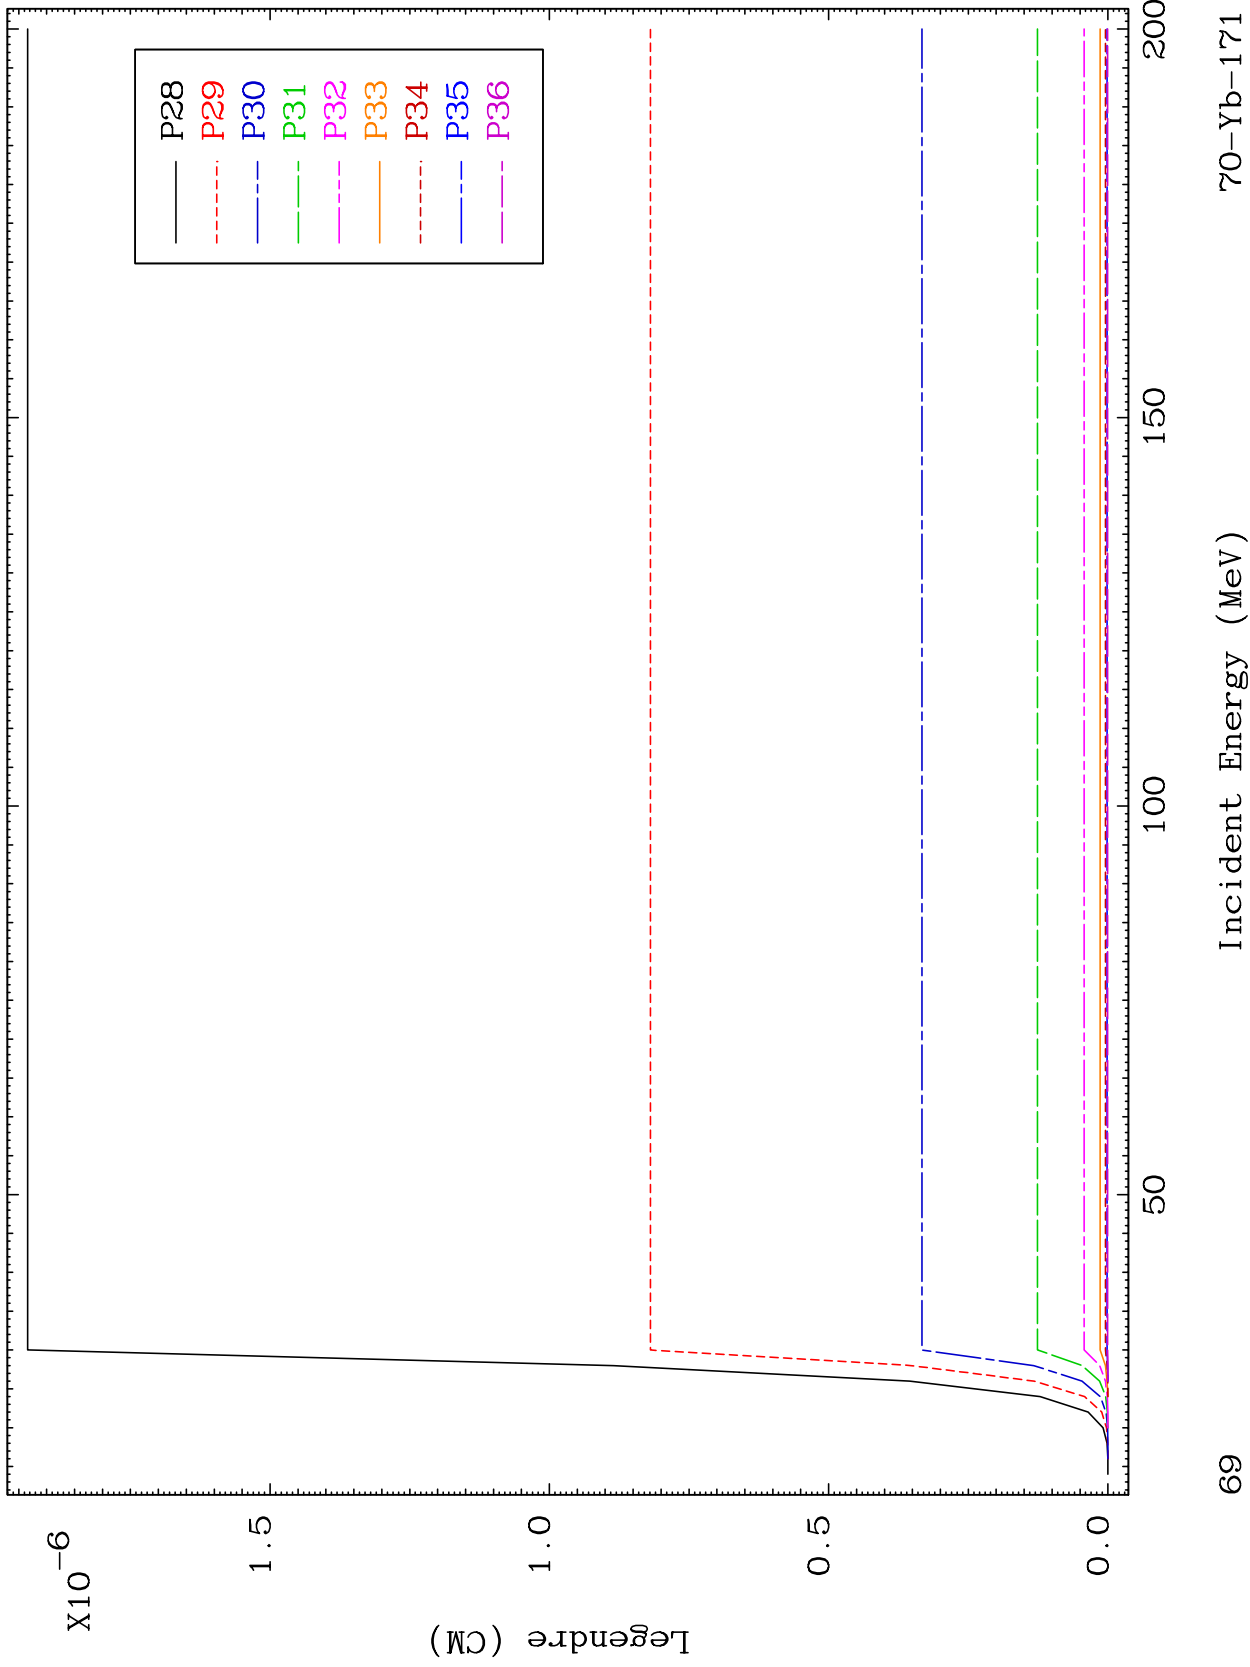 X10-6
1.5
1.0
0.5
0.0
Legendre (CM)
P28
P29
P30
P31
P32
P33
P34
P35
P36
50
100
150
200
69
Incident Energy (MeV)
70-Yb-171